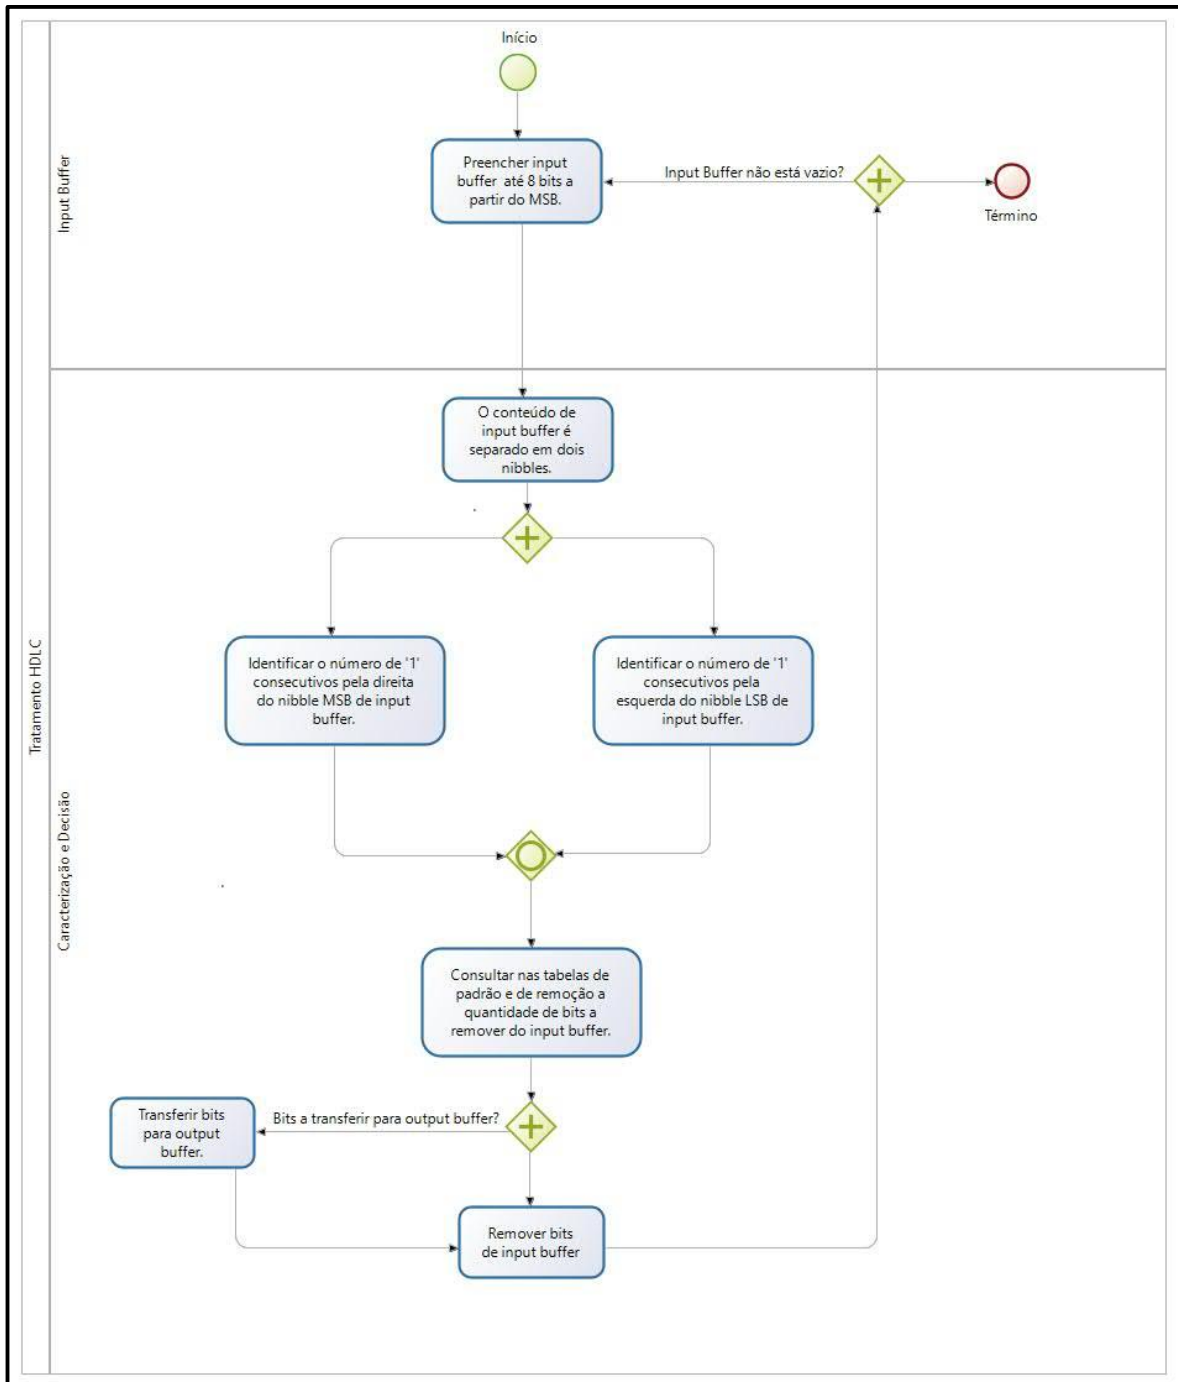 Início
Preencher input
buffer até 8 bits a
partir do MSB.
Input Buffer não está vazio?
Término
Input Buffer
Tratamento HDLC
O conteúdo de
input buffer é
separado em dois
nibbles.
Identificar o número de '1'
consecutivos pela direita
do nibble MSB de input
buffer.
Identificar o número de '1'
consecutivos pela
esquerda do nibble LSB de
input buffer.
Caracterização e Decisão
Consultar nas tabelas de
padrão e de remoção a
quantidade de bits a
remover do input buffer.
Bits a transferir para output buffer?
Transferir bits
para output
buffer.
Remover bits
de input buffer